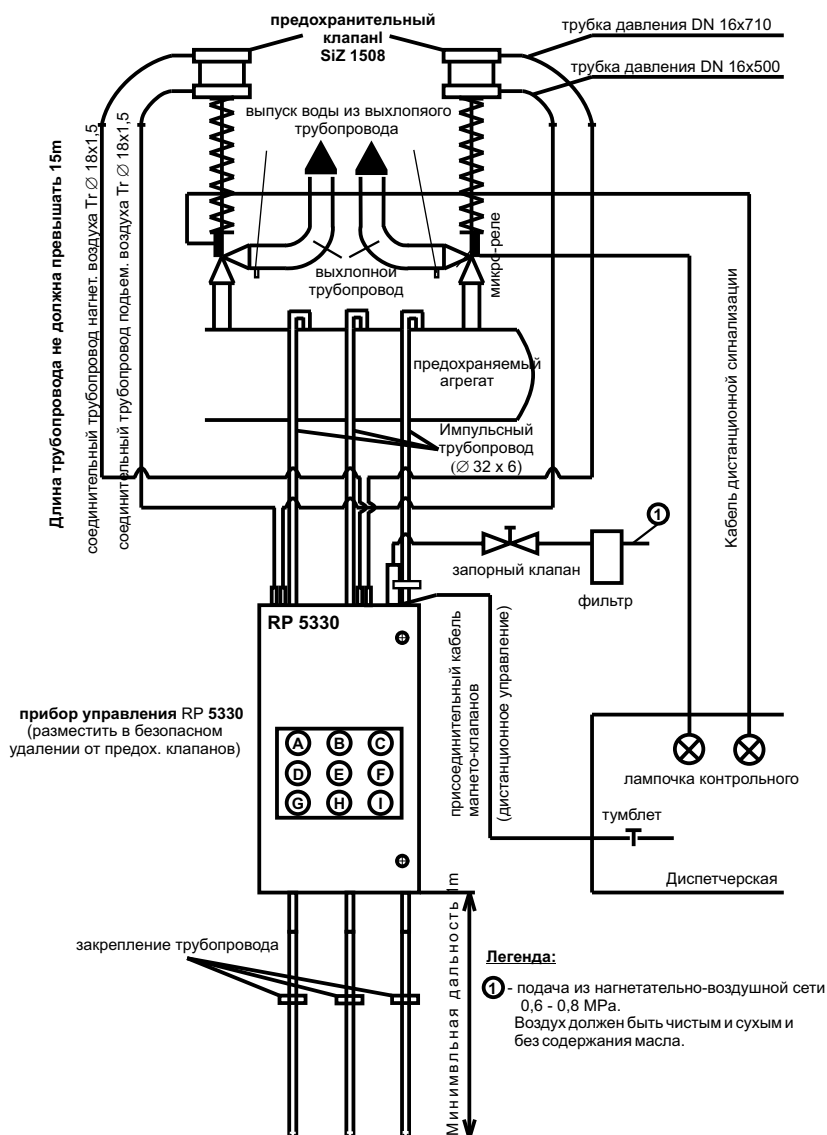 предохранительный
клапанl
SiZ 1508
трубка давления DN 16x710
трубка давления DN 16x500
выпуск воды из выхлопяого
трубопровода
Длина трубопровода не должна превышать 15m
соединительный трубопровод нагнет. воздуха Tr ∅ 18x1,5
соединительный трубопровод подьем. воздуха Tr ∅ 18x1,5
выхлопной
трубопровод
микро-реле
предохраняемый
агрегат
Импульсный
трубопровод
(∅ 32 x 6)
Кабель дистанционной сигнализации
1
запорный клапан
фильтр
RP 5330
прибор управления RP 5330
(разместить в безопасном
удалении от предох. клапанов)
A B C
D E F
G H I
присоединительный кабель
магнето-клапанов
(дистанционное управление)
лампочка контрольного
тумблет
Диспетчерская
закрепление трубопровода
Минимвльная дальность 1m
Легенда:
1 - подача из нагнетательно-воздушной сети
0,6 - 0,8 MPa.
Воздух должен быть чистым и сухым и
без содержания масла.